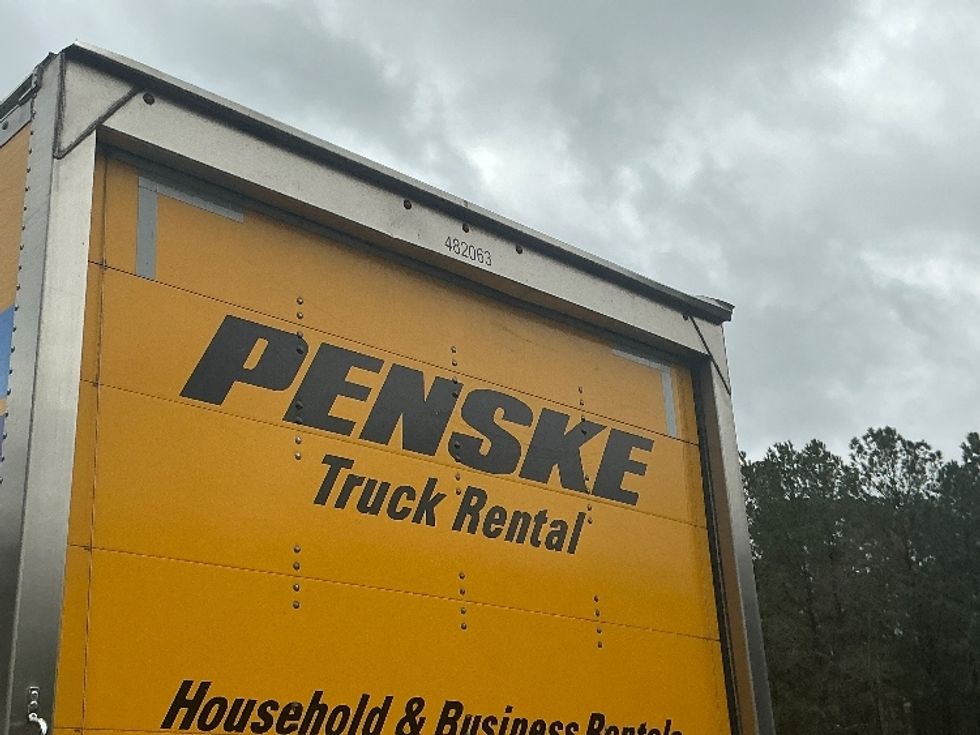 482063
PENSKE
Truck Rental
Household & Business Rentals